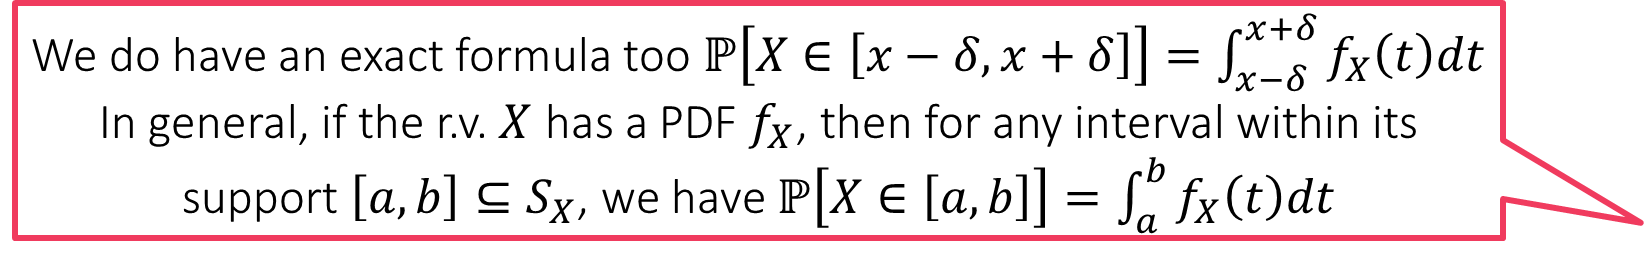 We do have an exact formula too ℙ[X ∈ [x − δ, x + δ]] = ∫_{x−δ}^{x+δ} f_X(t)dt
In general, if the r.v. X has a PDF f_X, then for any interval within its
support [a, b] ⊆ S_X, we have ℙ[X ∈ [a, b]] = ∫_a^b f_X(t)dt